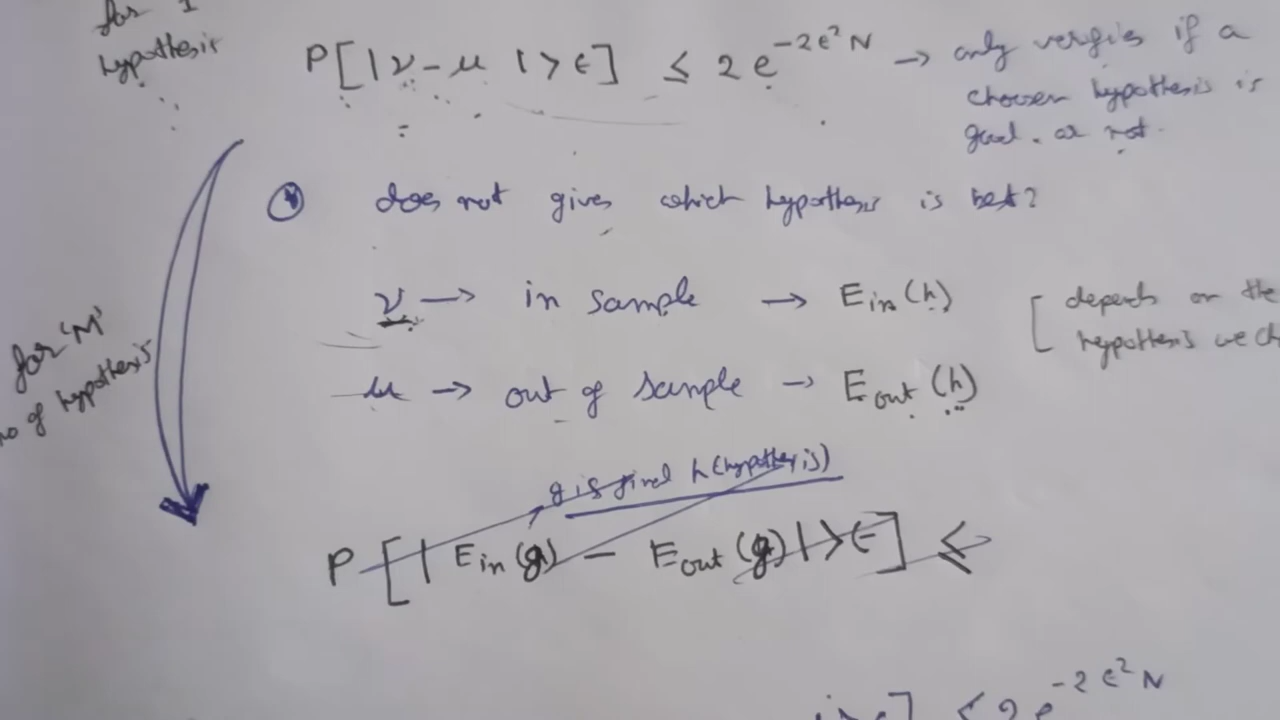 for 1
hypothesis
P[|ν - μ|>ϵ] ≤ 2e^{-2ϵ²N} → only verifies if a
choosen hypothesis is
good or not.
does not gives which hypothesis is best?
ν → in sample → E_in(h) [ depends on the
μ → out of sample → E_out(h) hypothesis we ch
for 'M'
no of hypothesis
g is final h(hypothesis)
P[|E_in(g) - E_out(g)|>ϵ] ≤
|>ϵ] ≤ 2e^{-2ϵ²N}